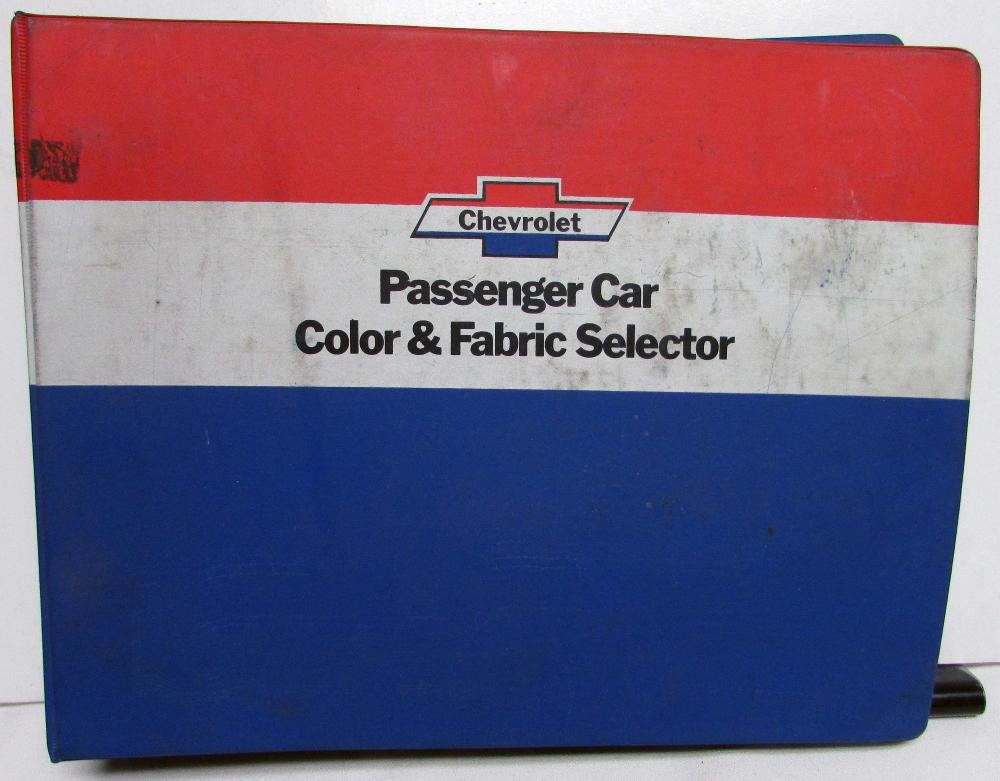 Chevrolet
Passenger Car
Color & Fabric Selector